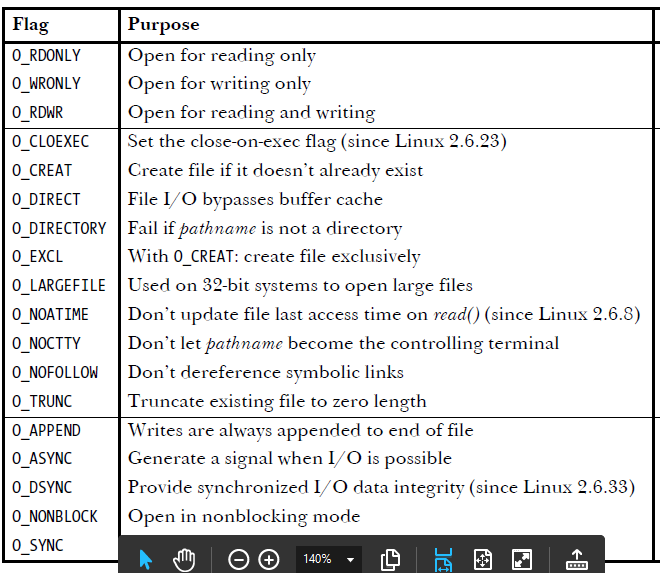 Flag Purpose
O_RDONLY Open for reading only
O_WRONLY Open for writing only
O_RDWR Open for reading and writing
O_CLOEXEC Set the close-on-exec flag (since Linux 2.6.23)
O_CREAT Create file if it doesn’t already exist
O_DIRECT File I/O bypasses buffer cache
O_DIRECTORY Fail if pathname is not a directory
O_EXCL With O_CREAT: create file exclusively
O_LARGEFILE Used on 32-bit systems to open large files
O_NOATIME Don’t update file last access time on read() (since Linux 2.6.8)
O_NOCTTY Don’t let pathname become the controlling terminal
O_NOFOLLOW Don’t dereference symbolic links
O_TRUNC Truncate existing file to zero length
O_APPEND Writes are always appended to end of file
O_ASYNC Generate a signal when I/O is possible
O_DSYNC Provide synchronized I/O data integrity (since Linux 2.6.33)
O_NONBLOCK Open in nonblocking mode
O_SYNC
140%